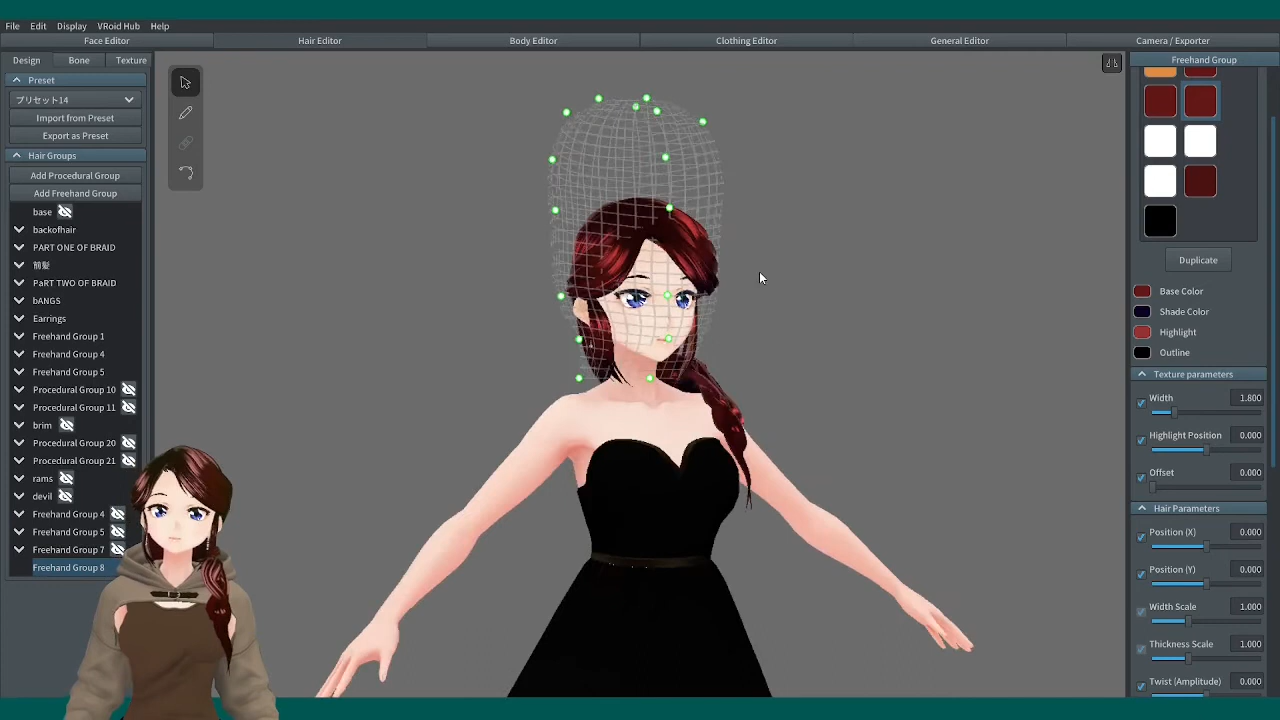 File Edit Display VRoid Hub Help
Face Editor Hair Editor Body Editor Clothing Editor General Editor Camera / Exporter
Design Bone Texture
Preset
プリセット14
Import from Preset
Export as Preset
Hair Groups
Add Procedural Group
Add Freehand Group
base
backofhair
PART ONE OF BRAID
前髪
PART TWO OF BRAID
bANGS
Earrings
Freehand Group 1
Freehand Group 4
Freehand Group 5
Procedural Group 10
Procedural Group 11
brim
Procedural Group 20
Procedural Group 21
rams
devil
Freehand Group 4
Freehand Group 5
Freehand Group 7
Freehand Group 8
Freehand Group
Duplicate
Base Color
Shade Color
Highlight
Outline
Texture parameters
Width 1.800
Highlight Position 0.000
Offset 0.000
Hair Parameters
Position (X) 0.000
Position (Y) 0.000
Width Scale 1.000
Thickness Scale 1.000
Twist (Amplitude) 0.000